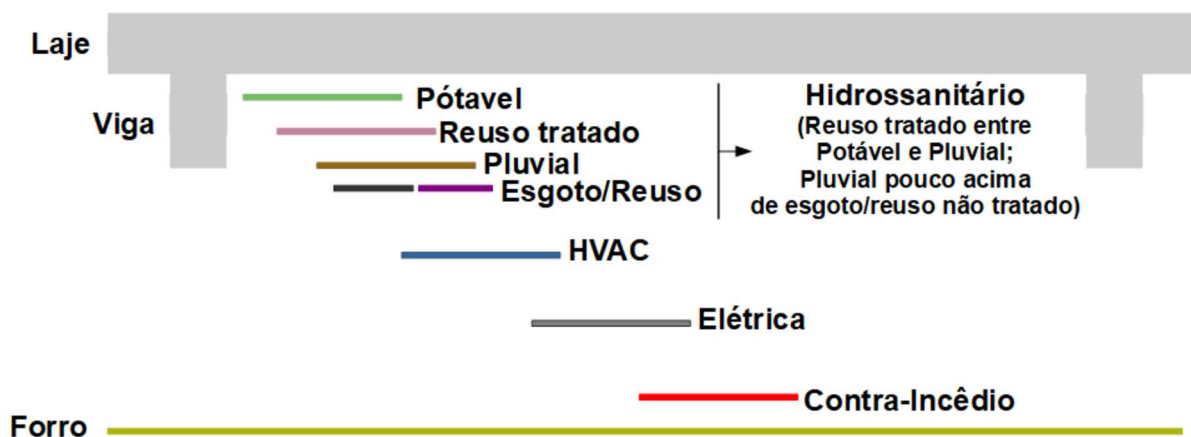 Laje
Viga
Pótavel
Reuso tratado
Pluvial
Esgoto/Reuso
Hidrossanitário
(Reuso tratado entre
Potável e Pluvial;
Pluvial pouco acima
de esgoto/reuso não tratado)
HVAC
Elétrica
Contra-Incêdio
Forro